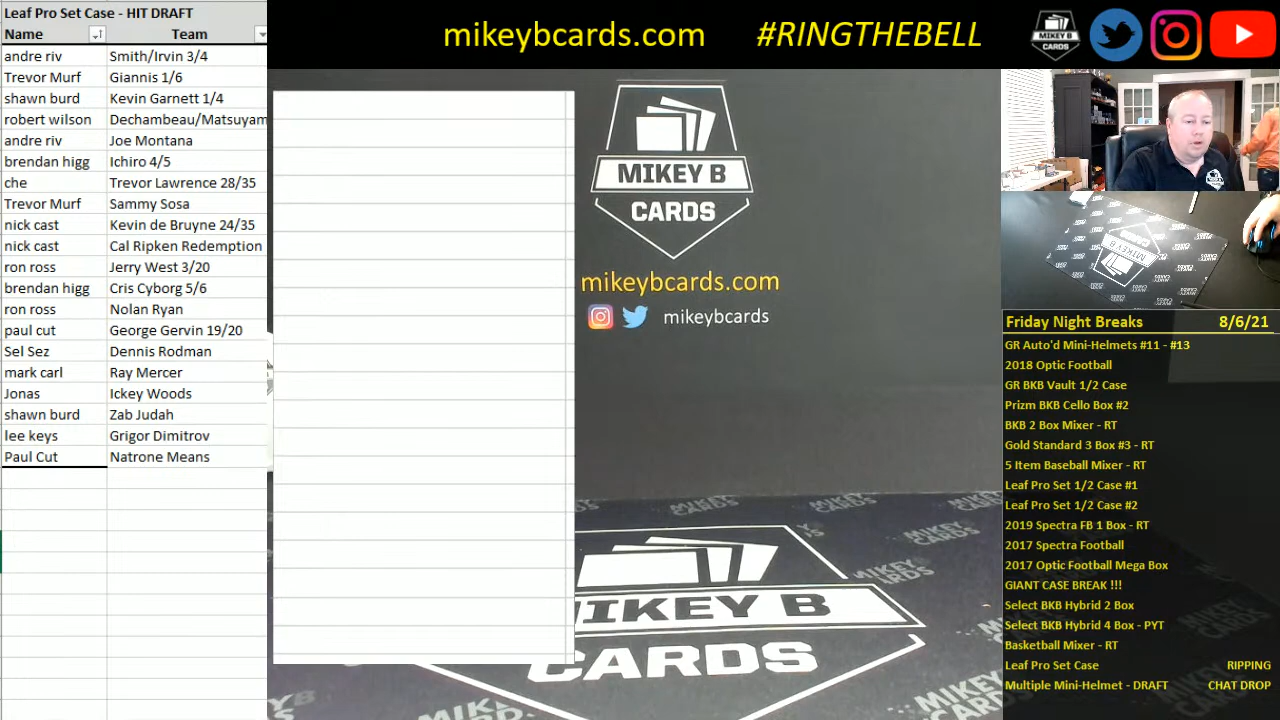 Leaf Pro Set Case - HIT DRAFT
Name Team
andre riv Smith/Irvin 3/4
Trevor Murf Giannis 1/6
shawn burd Kevin Garnett 1/4
robert wilson Dechambeau/Matsuyam
andre riv Joe Montana
brendan higg Ichiro 4/5
che Trevor Lawrence 28/35
Trevor Murf Sammy Sosa
nick cast Kevin de Bruyne 24/35
nick cast Cal Ripken Redemption
ron ross Jerry West 3/20
brendan higg Cris Cyborg 5/6
ron ross Nolan Ryan
paul cut George Gervin 19/20
Sel Sez Dennis Rodman
mark carl Ray Mercer
Jonas Ickey Woods
shawn burd Zab Judah
lee keys Grigor Dimitrov
Paul Cut Natrone Means
mikeybcards.com #RINGTHEBELL
MIKEY B
CARDS
MIKEY B
CARDS
mikeybcards.com
mikeybcards
IKEY B
CARDS
MIKEY
CARDS
MIKEY
CARDS
MIKEY
CARDS
Friday Night Breaks 8/6/21
GR Auto'd Mini-Helmets #11 - #13
2018 Optic Football
GR BKB Vault 1/2 Case
Prizm BKB Cello Box #2
BKB 2 Box Mixer - RT
Gold Standard 3 Box #3 - RT
5 Item Baseball Mixer - RT
Leaf Pro Set 1/2 Case #1
Leaf Pro Set 1/2 Case #2
2019 Spectra FB 1 Box - RT
2017 Spectra Football
2017 Optic Football Mega Box
GIANT CASE BREAK !!!
Select BKB Hybrid 2 Box
Select BKB Hybrid 4 Box - PYT
Basketball Mixer - RT
Leaf Pro Set Case RIPPING
Multiple Mini-Helmet - DRAFT CHAT DROP